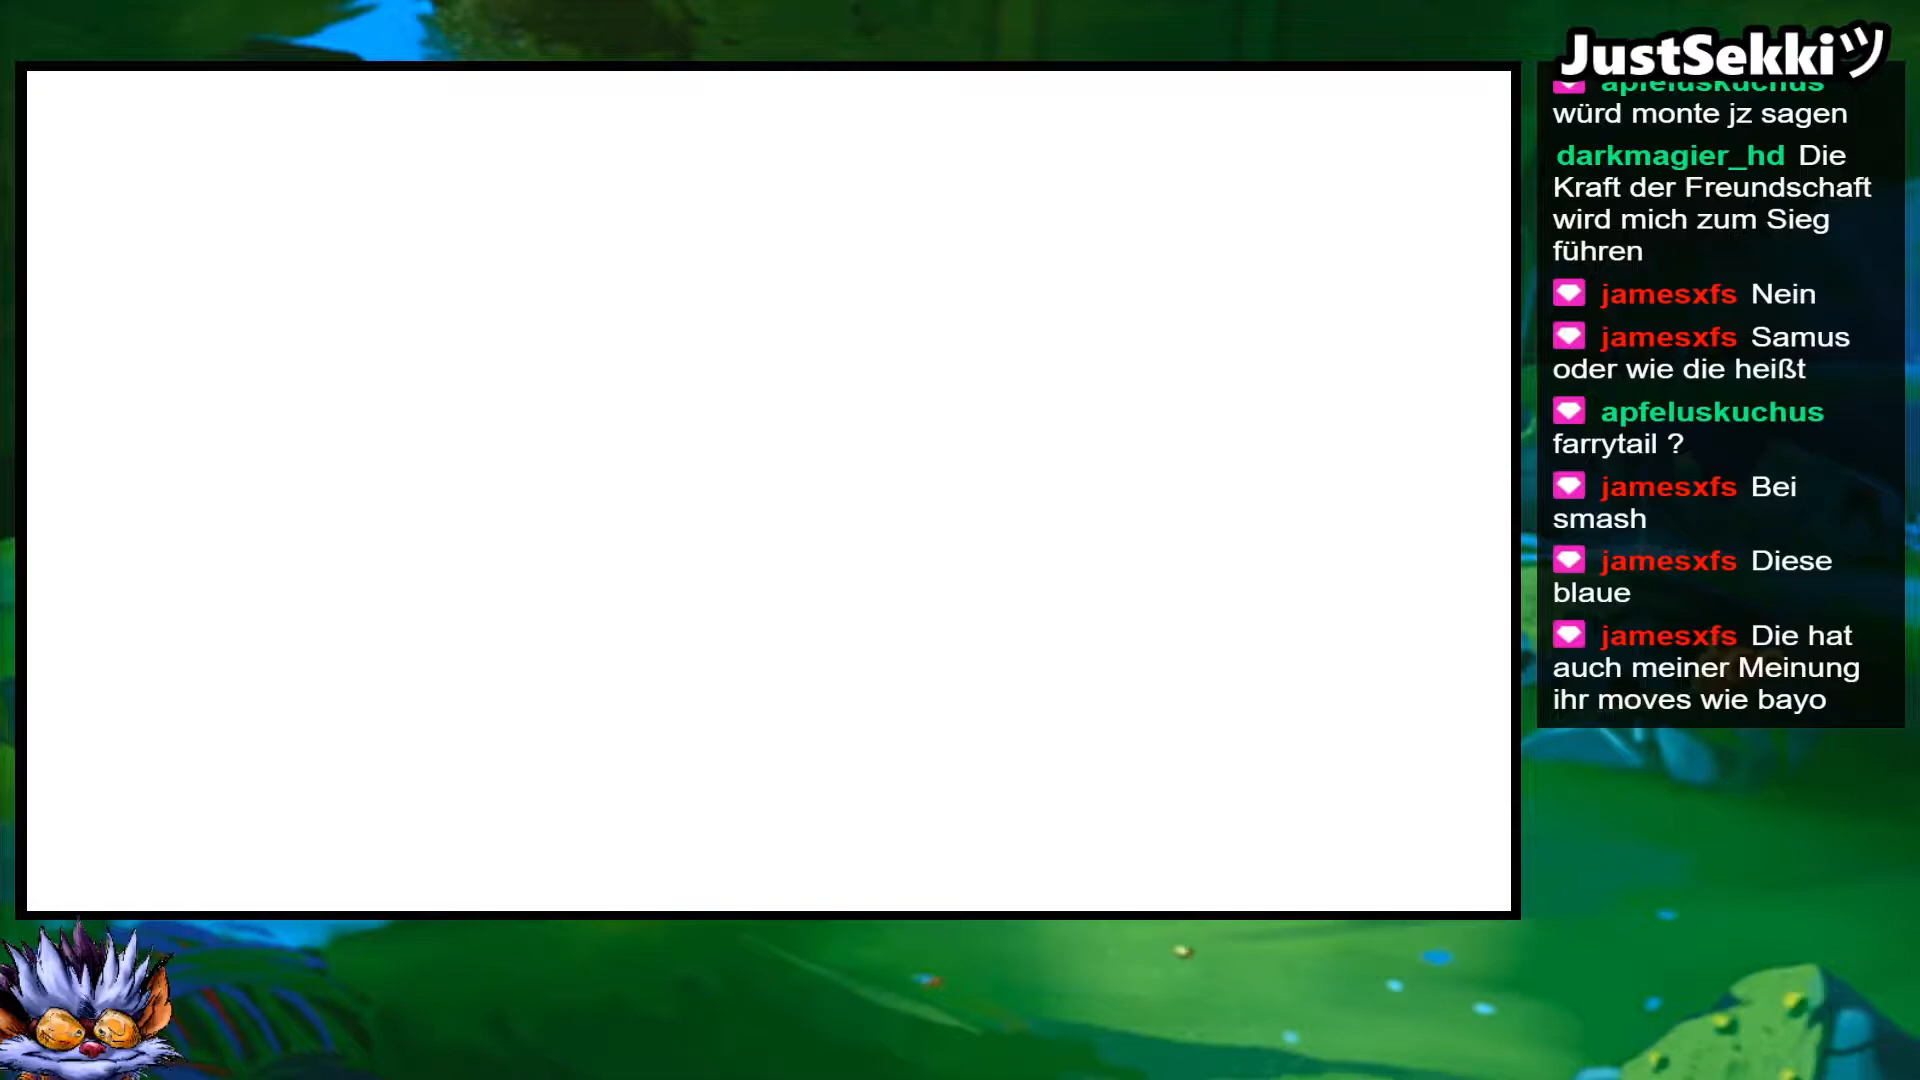 JustSekkiツ
apfeluskuchus
würd monte jz sagen
darkmagier_hd Die
Kraft der Freundschaft
wird mich zum Sieg
führen
jamesxfs Nein
jamesxfs Samus
oder wie die heißt
apfeluskuchus
farrytail ?
jamesxfs Bei
smash
jamesxfs Diese
blaue
jamesxfs Die hat
auch meiner Meinung
ihr moves wie bayo